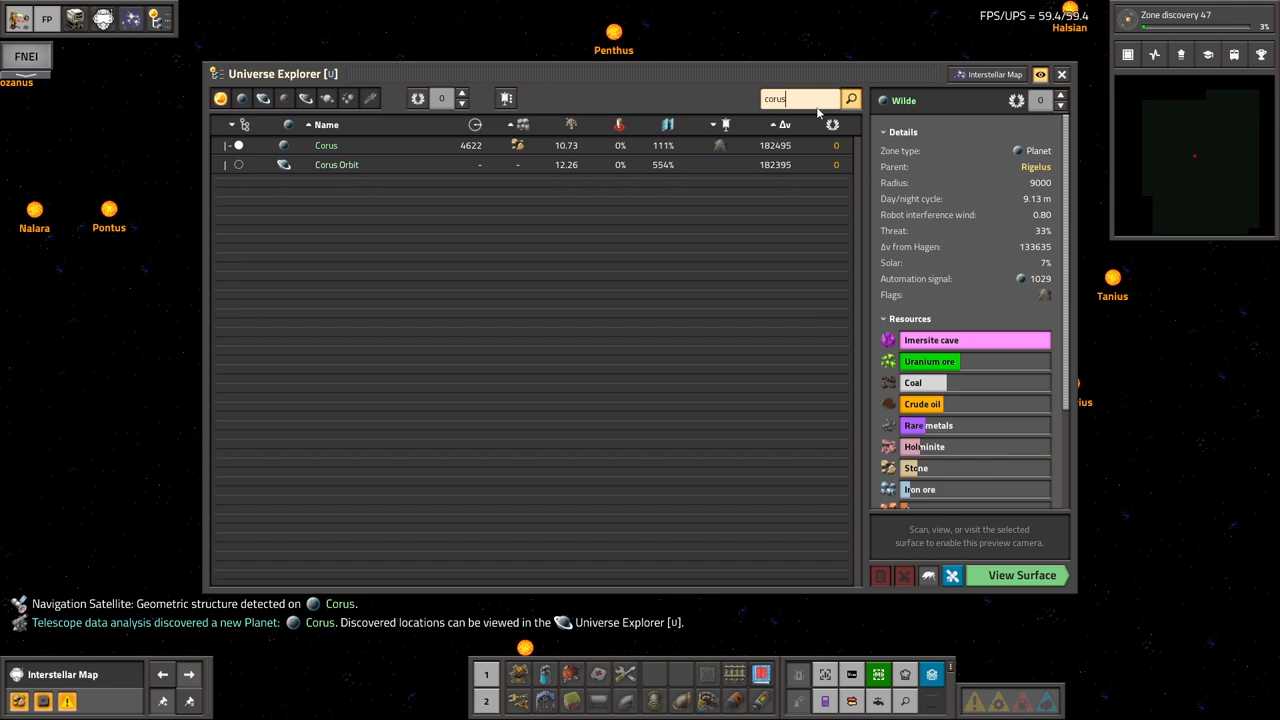 FP
FPS/UPS = 59.4/59.4
Zone discovery 47
3%
Halsian
Penthus
FNEI
ozanus
Universe Explorer [U]
Interstellar Map
0
corus
Wilde
0
Name
Δv
Details
Corus
4622
10.73
0%
111%
182495
0
Corus Orbit
-
-
12.26
0%
554%
182395
0
Zone type:
Planet
Parent:
Rigelus
Radius:
9000
Day/night cycle:
9.13 m
Robot interference wind:
0.80
Threat:
33%
Δv from Hagen:
133635
Solar:
7%
Automation signal:
1029
Flags:
Resources
Imersite cave
Uranium ore
Coal
Crude oil
Rare metals
Holminite
Stone
Iron ore
Nalara
Pontus
Tanius
ius
Scan, view, or visit the selected
surface to enable this preview camera.
View Surface
Navigation Satellite: Geometric structure detected on Corus.
Telescope data analysis discovered a new Planet: Corus. Discovered locations can be viewed in the Universe Explorer [U].
Interstellar Map
1
2